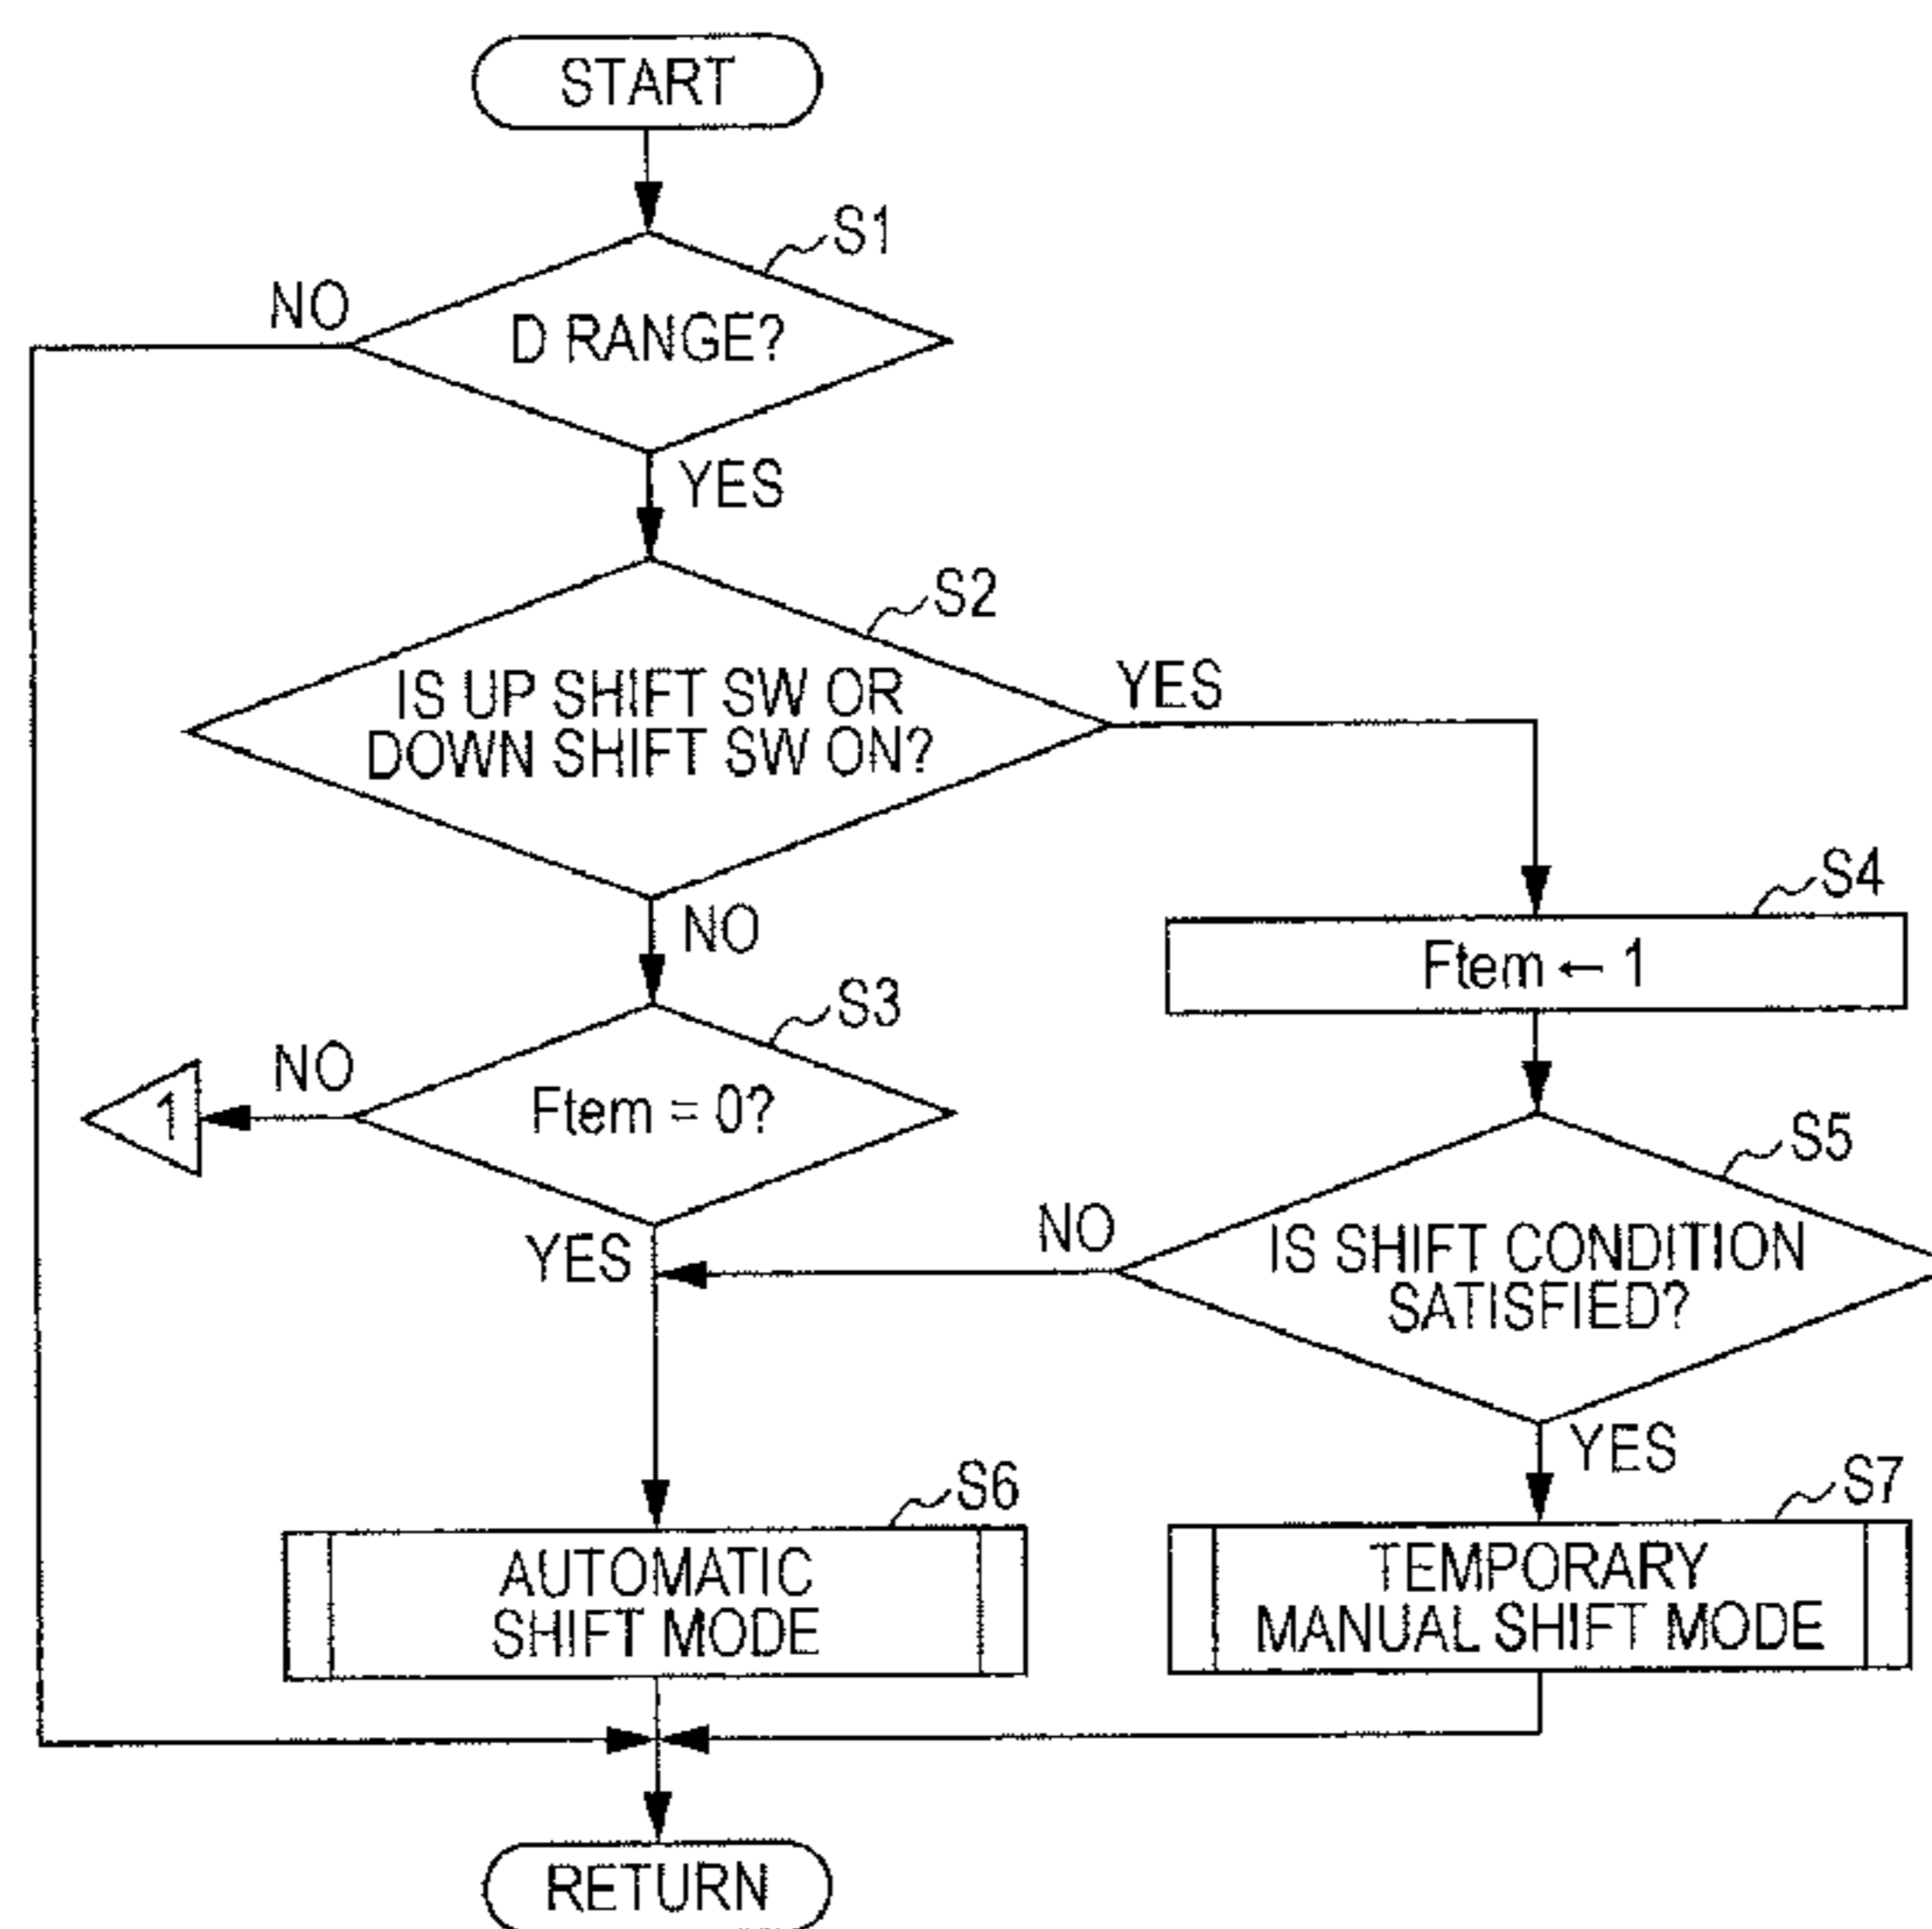 START
S1
NO
D RANGE?
YES
S2
IS UP SHIFT SW OR
DOWN SHIFT SW ON?
YES
NO
S4
Ftem ← 1
S3
NO
1
Ftem = 0?
YES
S5
NO
IS SHIFT CONDITION
SATISFIED?
YES
S6
AUTOMATIC
SHIFT MODE
S7
TEMPORARY
MANUAL SHIFT MODE
RETURN